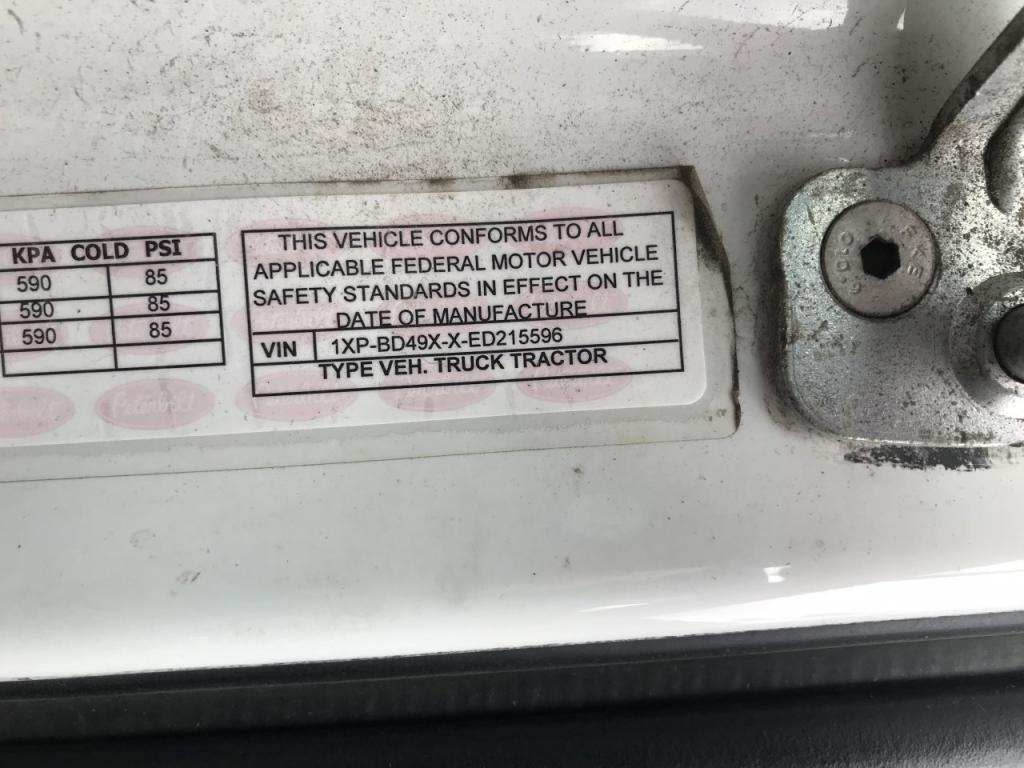 KPA COLD PSI
590 85
590 85
590 85
THIS VEHICLE CONFORMS TO ALL
APPLICABLE FEDERAL MOTOR VEHICLE
SAFETY STANDARDS IN EFFECT ON THE
DATE OF MANUFACTURE
VIN 1XP-BD49X-X-ED215596
TYPE VEH. TRUCK TRACTOR
Peterbilt